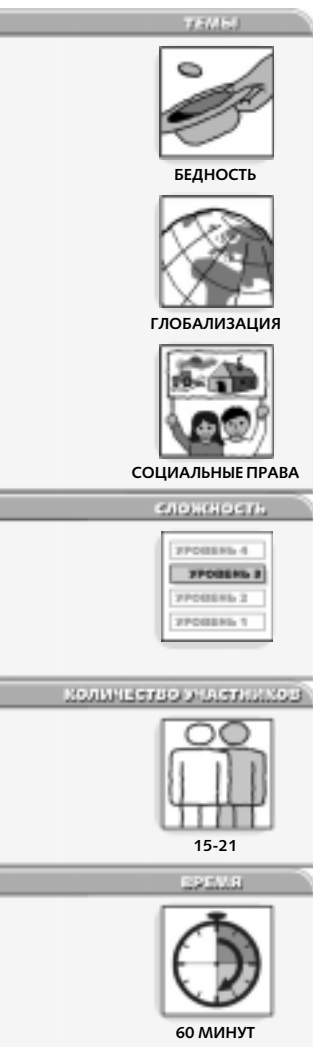 ТЕМЫ
БЕДНОСТЬ
ГЛОБАЛИЗАЦИЯ
СОЦИАЛЬНЫЕ ПРАВА
СЛОЖНОСТЬ
УРОВЕНЬ 4
УРОВЕНЬ 3
УРОВЕНЬ 2
УРОВЕНЬ 1
КОЛИЧЕСТВО УЧАСТНИКОВ
15-21
ВРЕМЯ
60 МИНУТ